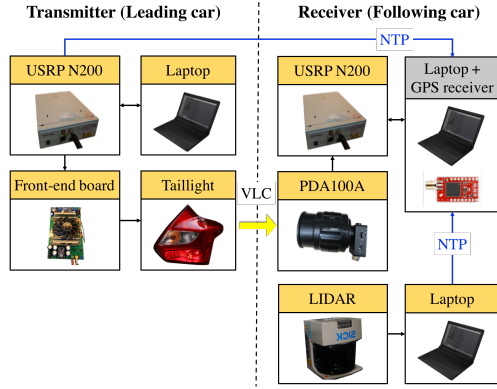 Transmitter (Leading car)
Receiver (Following car)
NTP
USRP N200
Laptop
USRP N200
Laptop +
GPS receiver
Front-end board
Taillight
VLC
PDA100A
NTP
LIDAR
Laptop
SICK